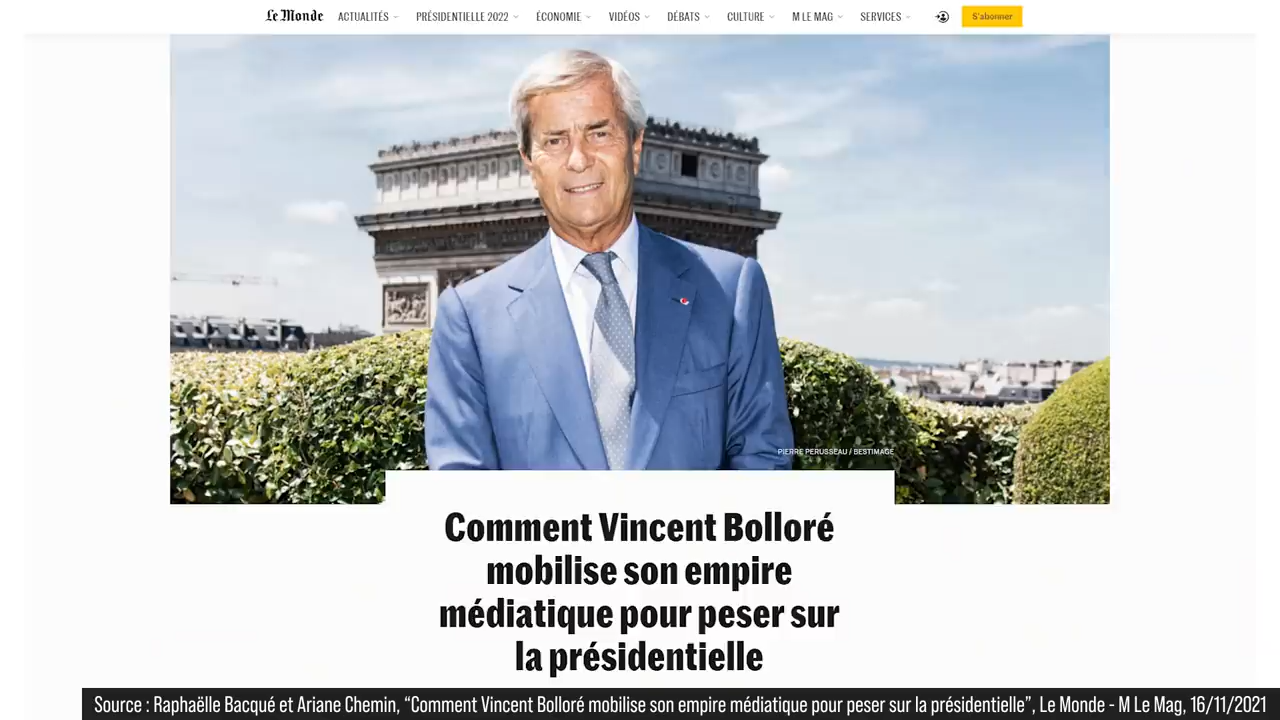 Le Monde ACTUALITÉS PRÉSIDENTIELLE 2022 ÉCONOMIE VIDÉOS DÉBATS CULTURE M LE MAG SERVICES S'abonner
PIERRE PERUSSEAU / BESTIMAGE
Comment Vincent Bolloré
mobilise son empire
médiatique pour peser sur
la présidentielle
Source : Raphaëlle Bacqué et Ariane Chemin, “Comment Vincent Bolloré mobilise son empire médiatique pour peser sur la présidentielle”, Le Monde - M Le Mag, 16/11/2021